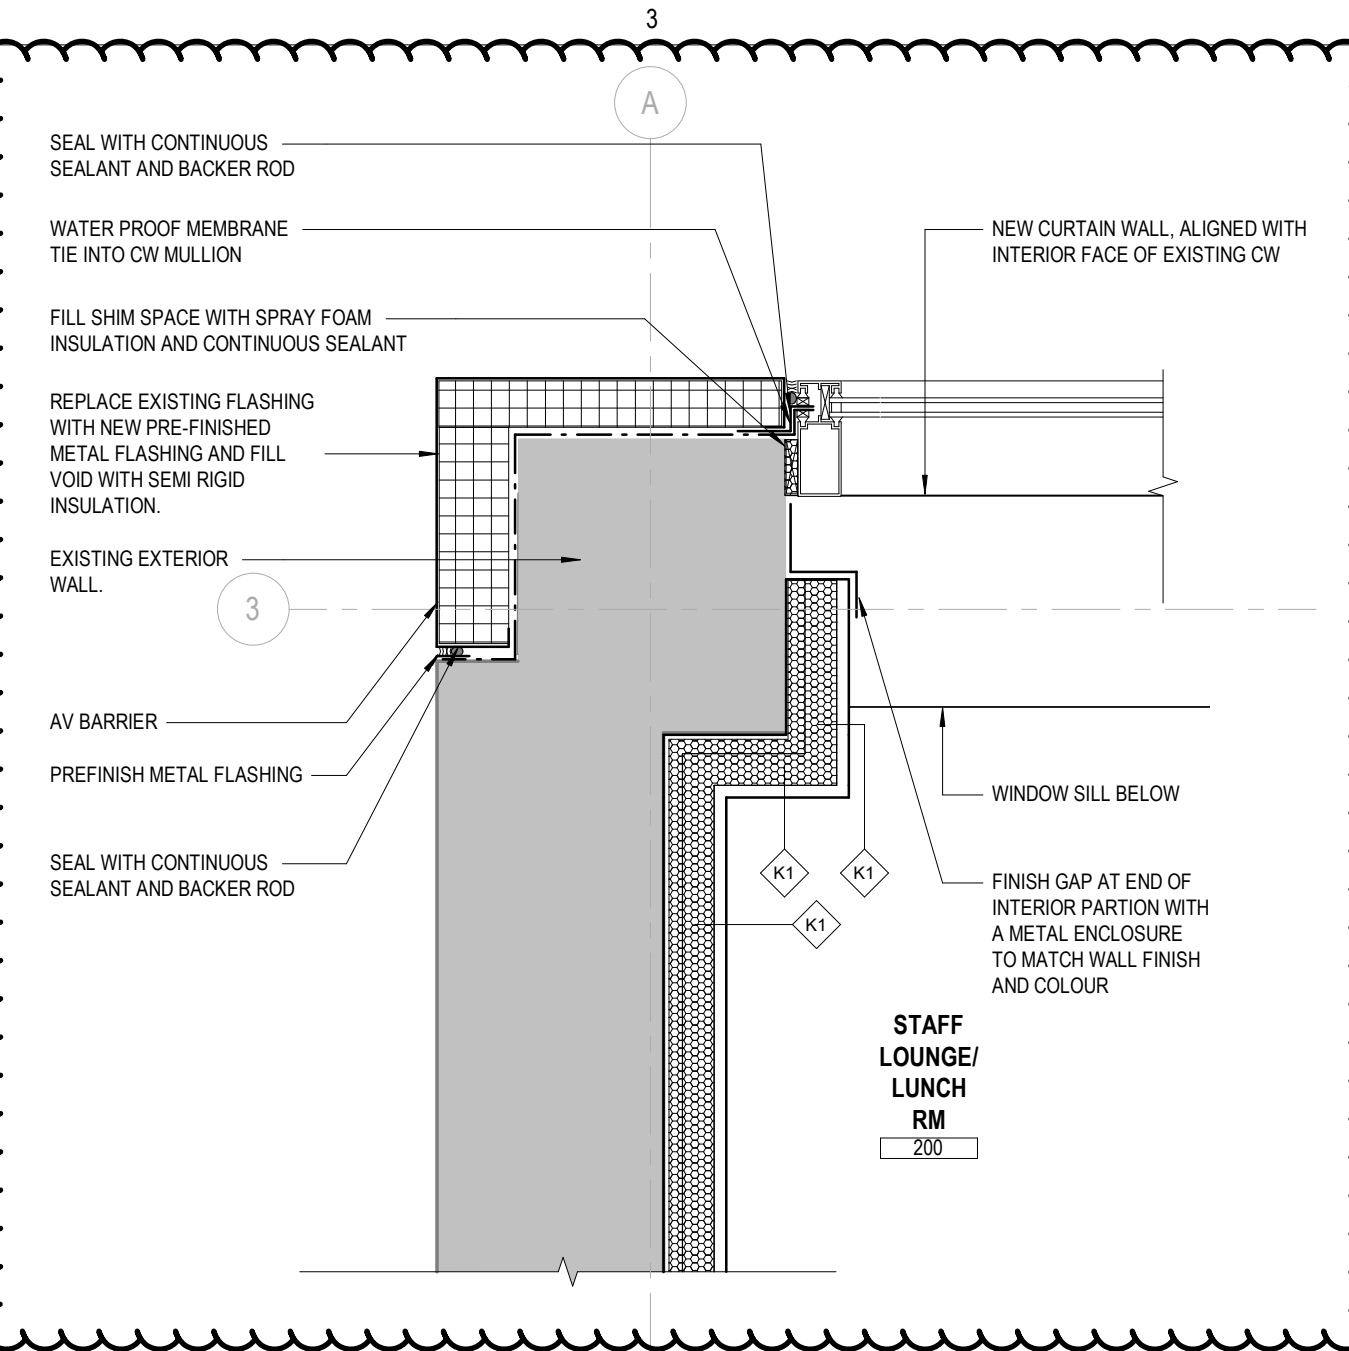 3
A
SEAL WITH CONTINUOUS
SEALANT AND BACKER ROD
WATER PROOF MEMBRANE
TIE INTO CW MULLION
FILL SHIM SPACE WITH SPRAY FOAM
INSULATION AND CONTINUOUS SEALANT
REPLACE EXISTING FLASHING
WITH NEW PRE-FINISHED
METAL FLASHING AND FILL
VOID WITH SEMI RIGID
INSULATION.
EXISTING EXTERIOR
WALL.
3
AV BARRIER
PREFINISH METAL FLASHING
SEAL WITH CONTINUOUS
SEALANT AND BACKER ROD
NEW CURTAIN WALL, ALIGNED WITH
INTERIOR FACE OF EXISTING CW
WINDOW SILL BELOW
K1
K1
K1
FINISH GAP AT END OF
INTERIOR PARTION WITH
A METAL ENCLOSURE
TO MATCH WALL FINISH
AND COLOUR
STAFF
LOUNGE/
LUNCH
RM
200